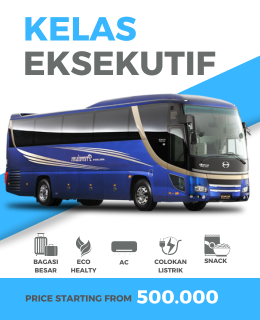 KELAS
EKSEKUTIF
BAGASI BESAR
ECO HEALTY
AC
COLOKAN LISTRIK
SNACK
PRICE STARTING FROM 500.000